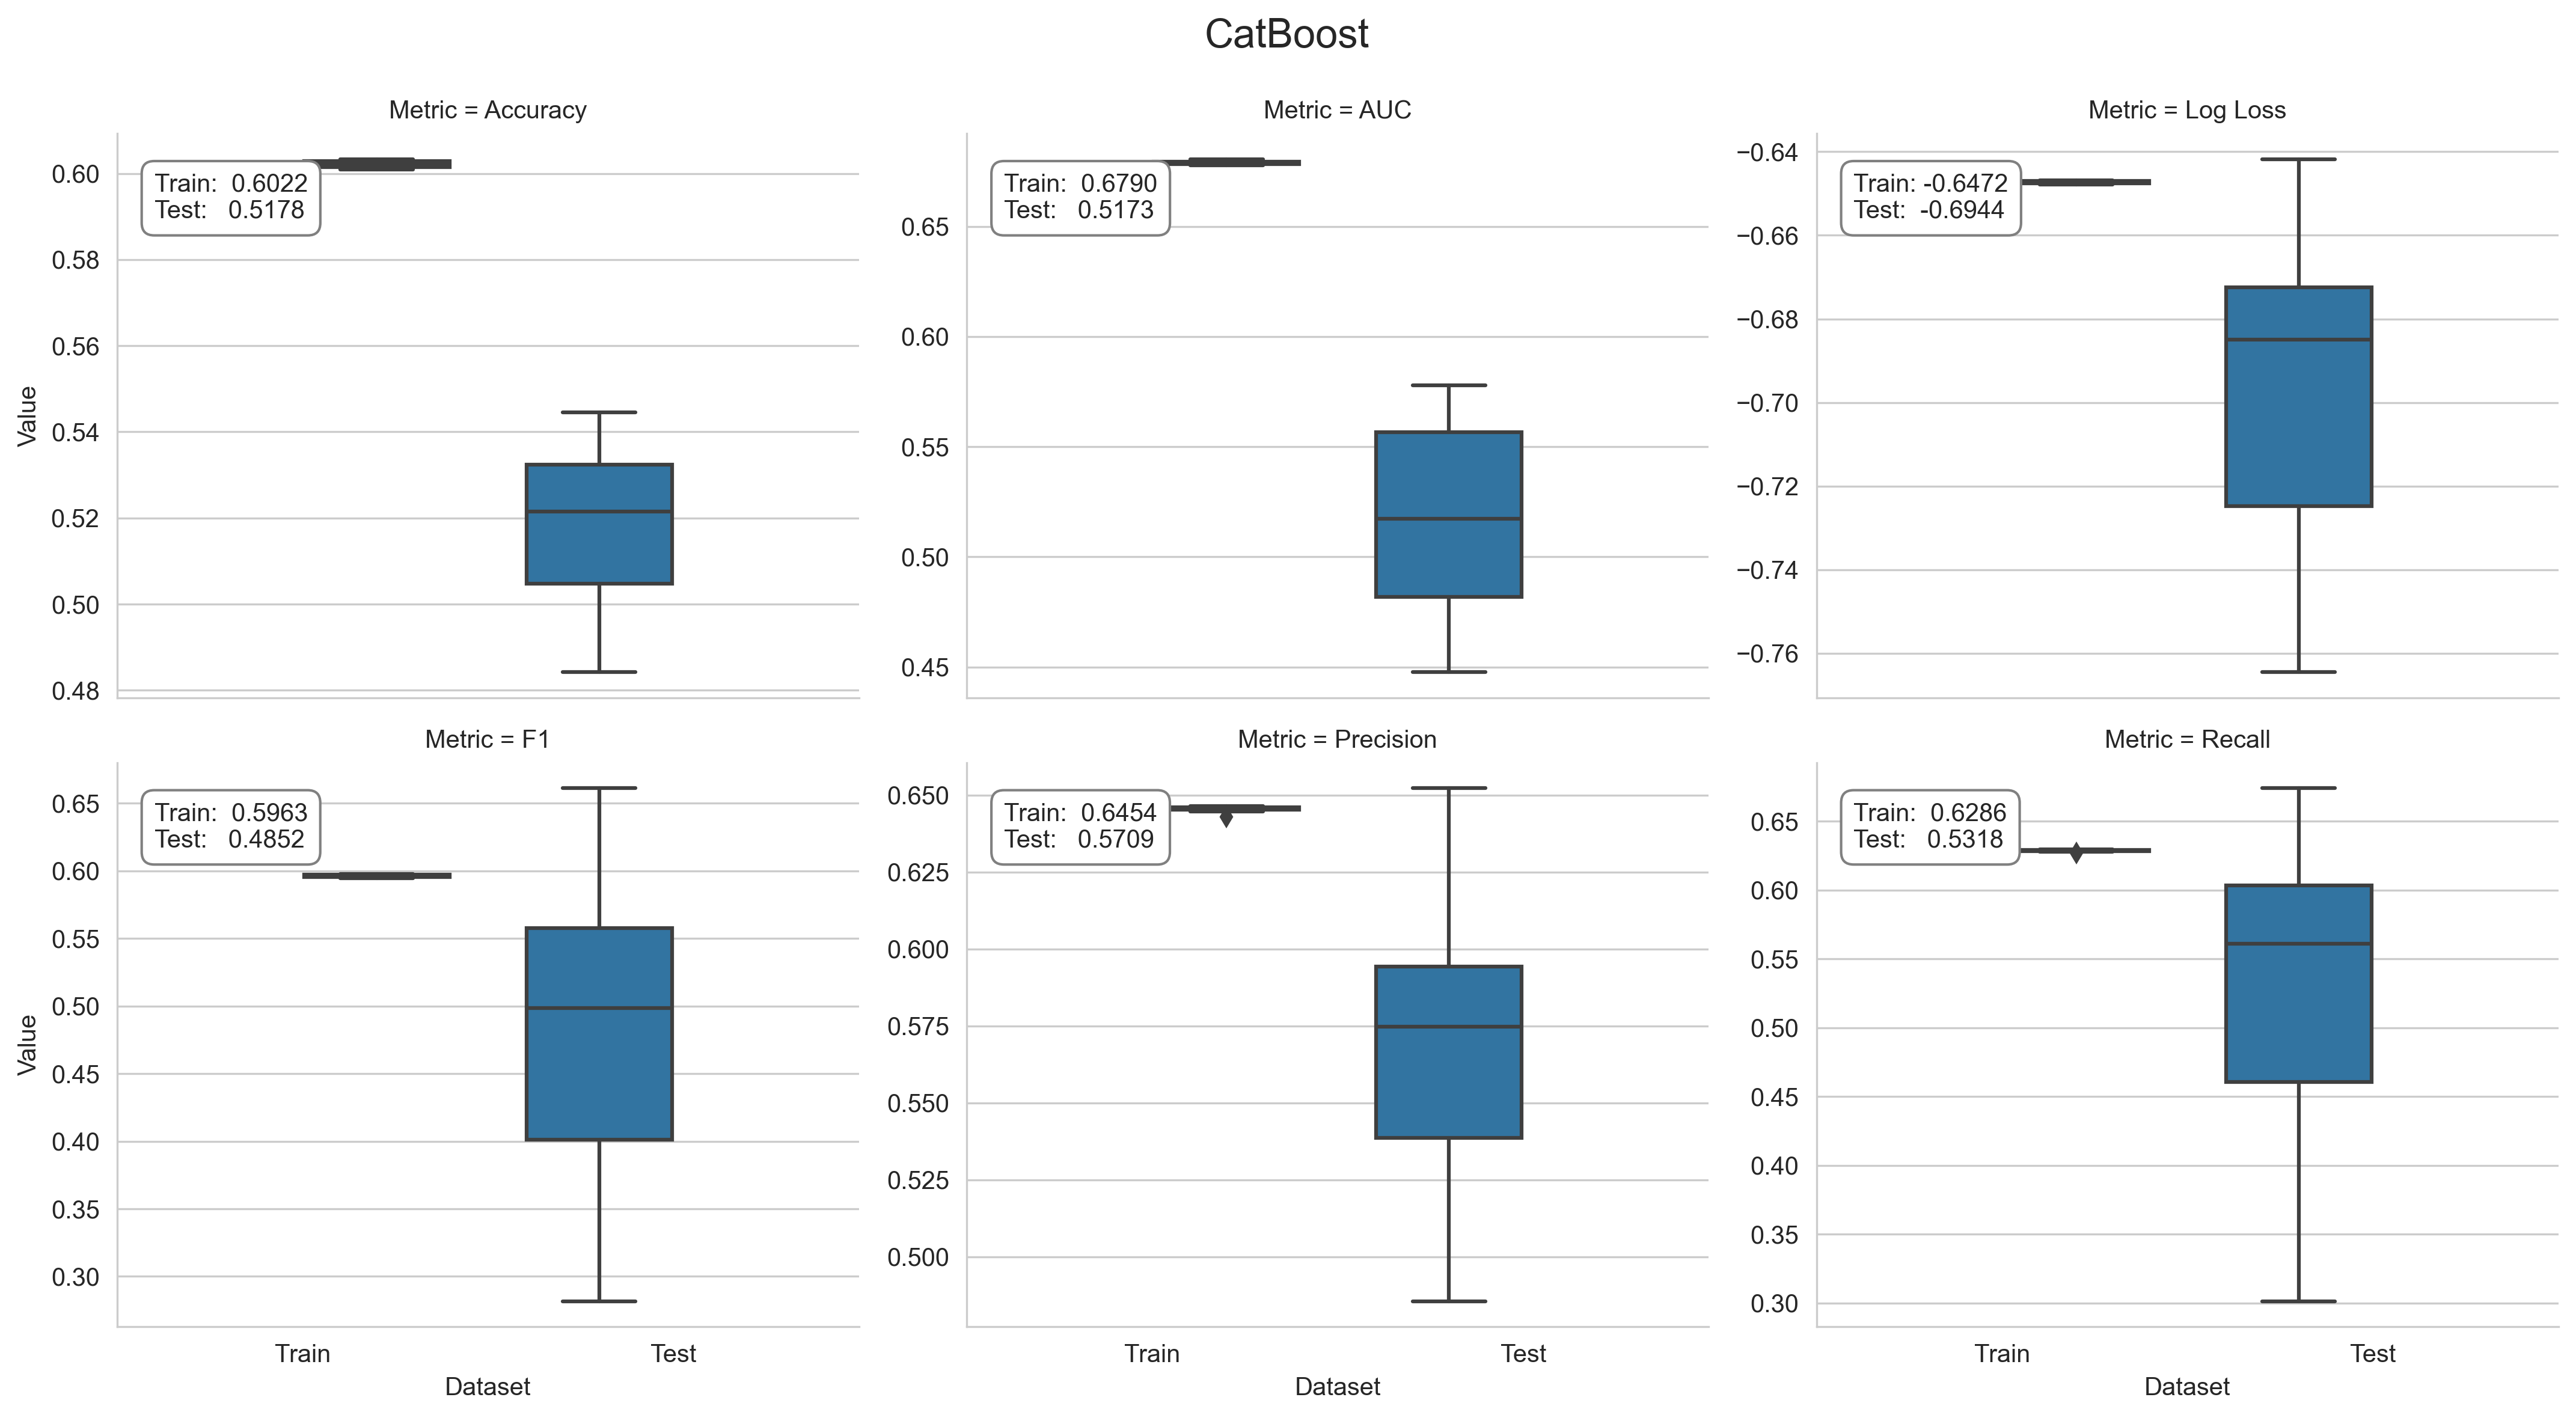 CatBoost
Metric = Accuracy
Metric = AUC
Metric = Log Loss
Value
0.60
0.58
0.56
0.54
0.52
0.50
0.48
Train: 0.6022
Test: 0.5178
0.65
0.60
0.55
0.50
0.45
Train: 0.6790
Test: 0.5173
−0.64
−0.66
−0.68
−0.70
−0.72
−0.74
−0.76
Train: -0.6472
Test: -0.6944
Metric = F1
Metric = Precision
Metric = Recall
Value
0.65
0.60
0.55
0.50
0.45
0.40
0.35
0.30
Train: 0.5963
Test: 0.4852
Train
Test
Dataset
0.650
0.625
0.600
0.575
0.550
0.525
0.500
Train: 0.6454
Test: 0.5709
Train
Test
Dataset
0.65
0.60
0.55
0.50
0.45
0.40
0.35
0.30
Train: 0.6286
Test: 0.5318
Train
Test
Dataset